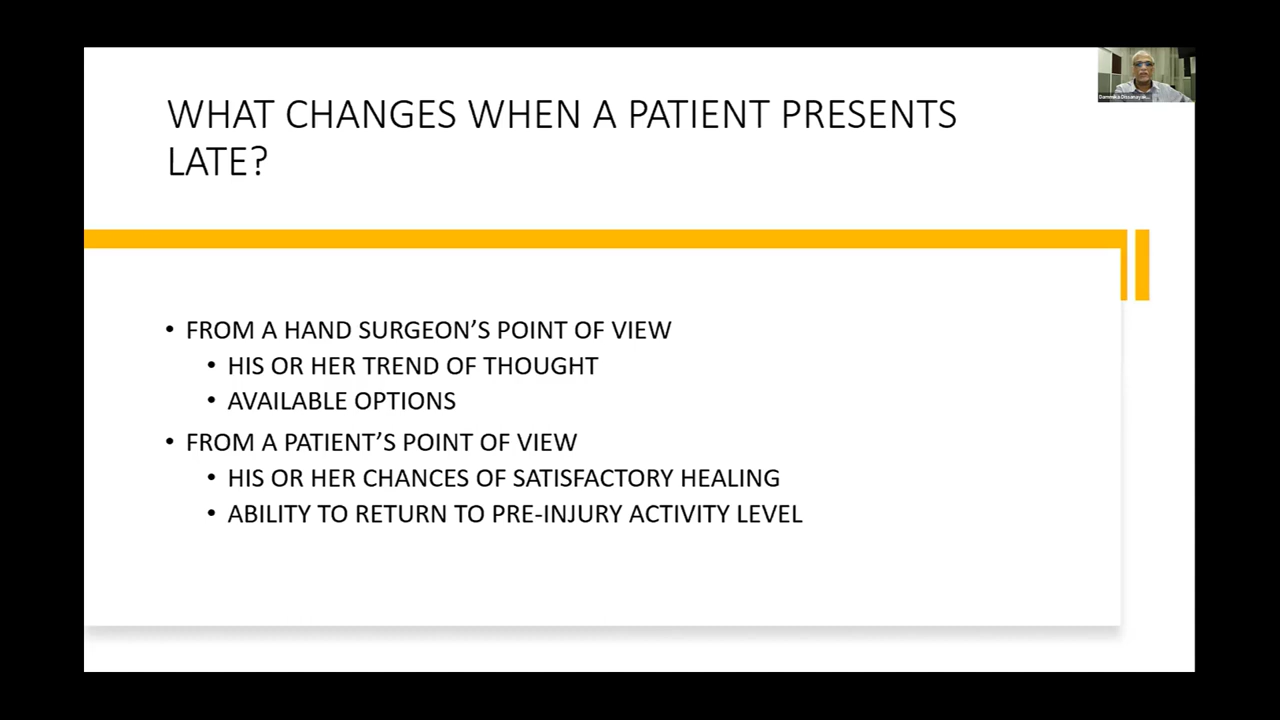 WHAT CHANGES WHEN A PATIENT PRESENTS
LATE?
• FROM A HAND SURGEON’S POINT OF VIEW
• HIS OR HER TREND OF THOUGHT
• AVAILABLE OPTIONS
• FROM A PATIENT’S POINT OF VIEW
• HIS OR HER CHANCES OF SATISFACTORY HEALING
• ABILITY TO RETURN TO PRE-INJURY ACTIVITY LEVEL